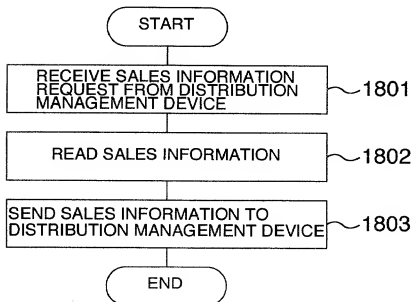 START
RECEIVE SALES INFORMATION
REQUEST FROM DISTRIBUTION
MANAGEMENT DEVICE
1801
READ SALES INFORMATION
1802
SEND SALES INFORMATION TO
DISTRIBUTION MANAGEMENT DEVICE
1803
END